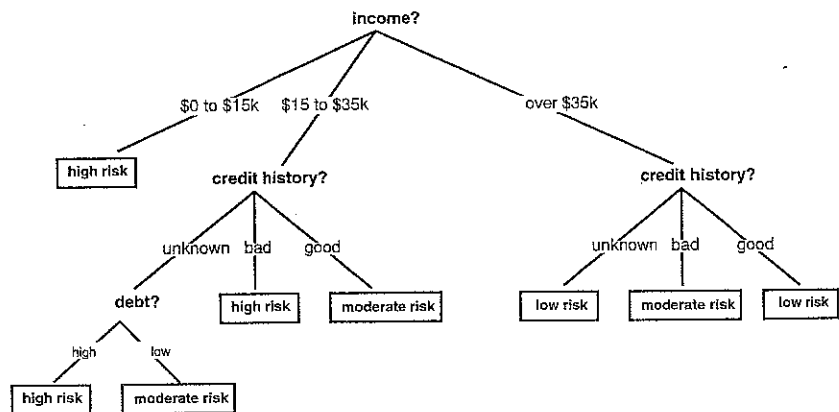 income?
$0 to $15k $15 to $35k over $35k
high risk
credit history? credit history?
unknown bad good unknown bad good
debt? high risk moderate risk low risk moderate risk low risk
high low
high risk moderate risk